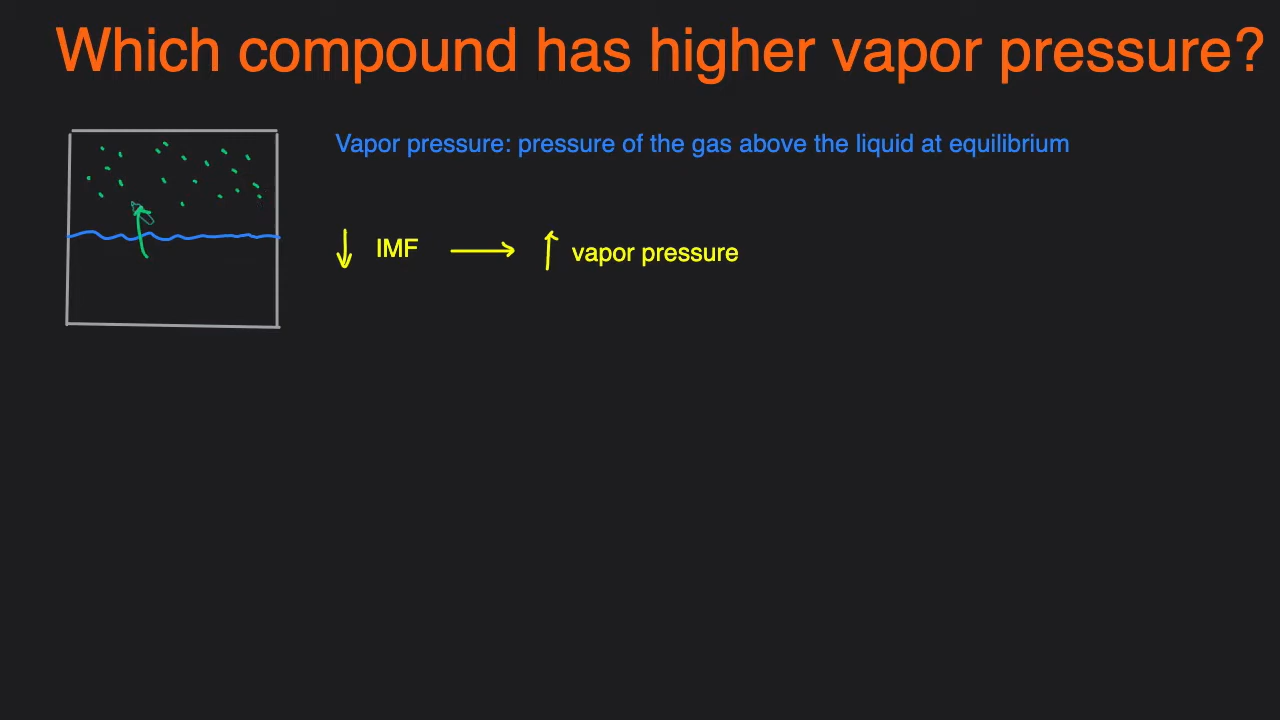 Which compound has higher vapor pressure?
Vapor pressure: pressure of the gas above the liquid at equilibrium
↓ IMF → ↑ vapor pressure